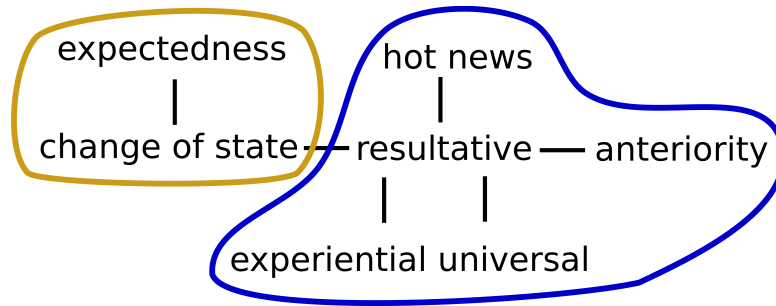 expectedness
hot news
change of state
resultative
anteriority
experiential universal